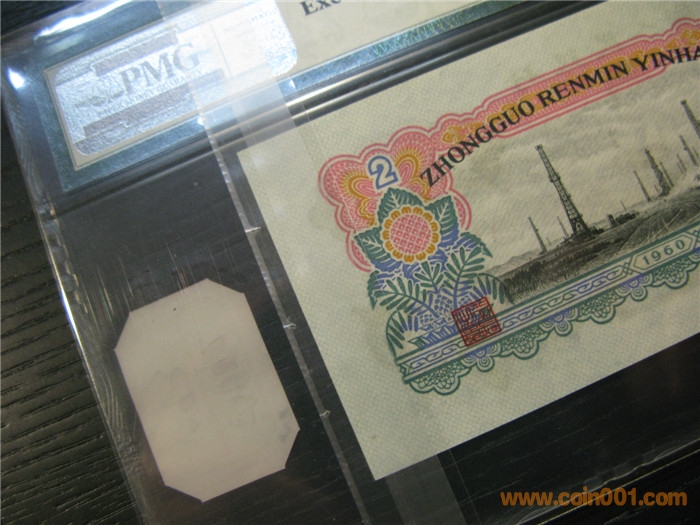 EXC
PMG
ZHONGGUO RENMIN YINHA
2
1960
www.coin001.com